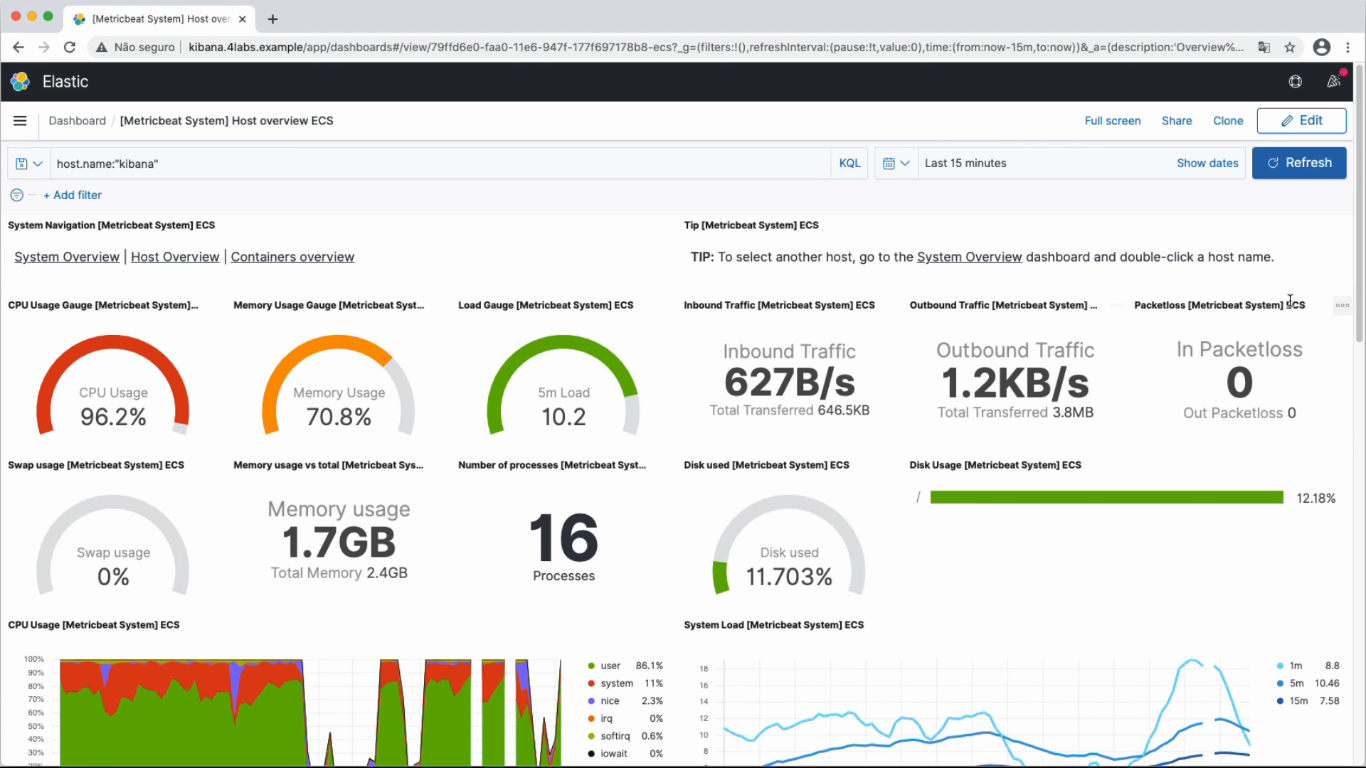 [Metricbeat System] Host over
Não seguro
kibana.4labs.example/app/dashboards#/view/79ffd6e0-faa0-11e6-947f-177f697178b8-ecs?_g=(filters:!(),refreshInterval:(pause:!t,value:0),time:(from:now-15m,to:now))&_a=(description:'Overview%...
Elastic
Dashboard / [Metricbeat System] Host overview ECS
Full screen Share Clone Edit
host.name:"kibana" KQL Last 15 minutes Show dates Refresh
+ Add filter
System Navigation [Metricbeat System] ECS
Tip [Metricbeat System] ECS
System Overview | Host Overview | Containers overview
TIP: To select another host, go to the System Overview dashboard and double-click a host name.
CPU Usage Gauge [Metricbeat System]...
Memory Usage Gauge [Metricbeat Syst...
Load Gauge [Metricbeat System] ECS
Inbound Traffic [Metricbeat System] ECS
Outbound Traffic [Metricbeat System] ...
Packetloss [Metricbeat System] ECS
CPU Usage
96.2%
Memory Usage
70.8%
5m Load
10.2
Inbound Traffic
627B/s
Total Transferred 646.5KB
Outbound Traffic
1.2KB/s
Total Transferred 3.8MB
In Packetloss
0
Out Packetloss 0
Swap usage [Metricbeat System] ECS
Memory usage vs total [Metricbeat Sys...
Number of processes [Metricbeat Syst...
Disk used [Metricbeat System] ECS
Disk Usage [Metricbeat System] ECS
Swap usage
0%
Memory usage
1.7GB
Total Memory 2.4GB
16
Processes
Disk used
11.703%
/ 12.18%
CPU Usage [Metricbeat System] ECS
100%
90%
80%
70%
60%
50%
40%
30%
20%
user 86.1%
system 11%
nice 2.3%
irq 0%
softirq 0.6%
iowait 0%
System Load [Metricbeat System] ECS
18
16
14
12
10
8
6
1m 8.8
5m 10.46
15m 7.58